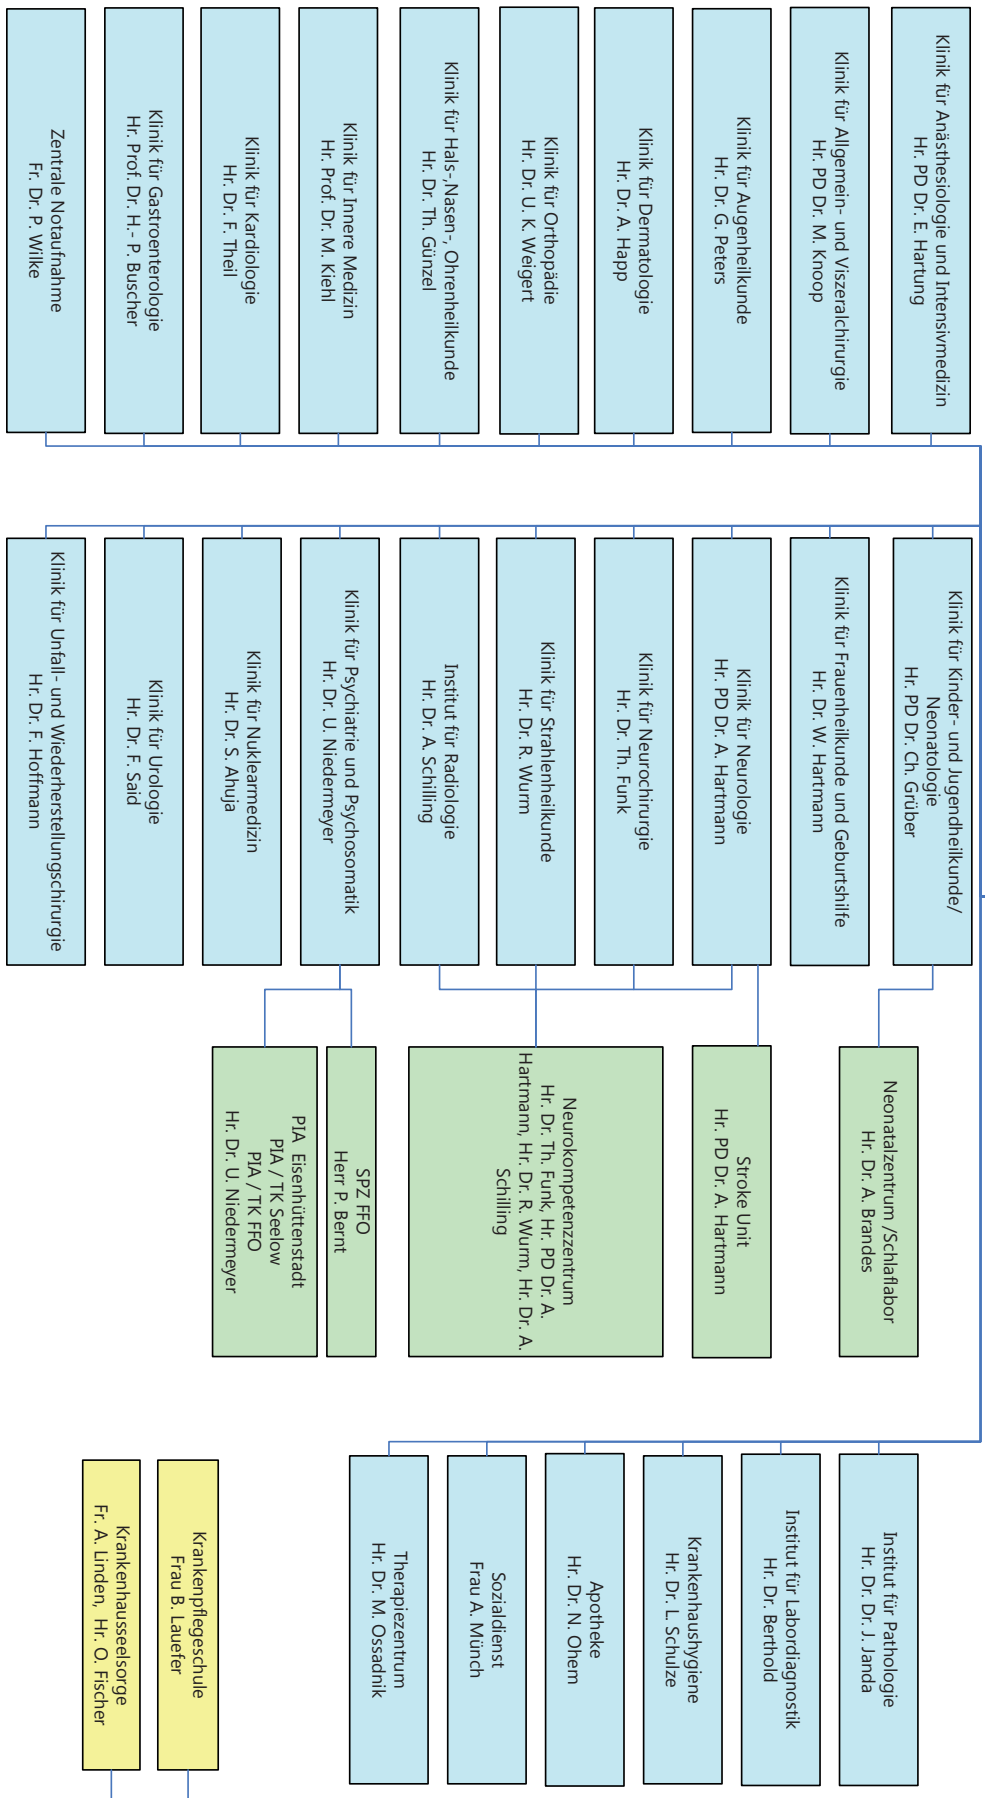 Klinik für Anästhesiologie und Intensivmedizin
Hr. PD Dr. E. Hartung
Klinik für Allgemein- und Viszeralchirurgie
Hr. PD Dr. M. Knoop
Klinik für Augenheilkunde
Hr. Dr. G. Peters
Klinik für Dermatologie
Hr. Dr. A. Happ
Klinik für Orthopädie
Hr. Dr. U. K. Weigert
Klinik für Hals-,Nasen-, Ohrenheilkunde
Hr. Dr. Th. Günzel
Klinik für Innere Medizin
Hr. Prof. Dr. M. Kiehl
Klinik für Kardiologie
Hr. Dr. F. Theil
Klinik für Gastroenterologie
Hr. Prof. Dr. H.- P. Buscher
Zentrale Notaufnahme
Fr. Dr. P. Wilke
Klinik für Kinder- und Jugendheilkunde/
Neonatologie
Hr. PD Dr. Ch. Grüber
Klinik für Frauenheilkunde und Geburtshilfe
Hr. Dr. W. Hartmann
Klinik für Neurologie
Hr. PD Dr. A. Hartmann
Klinik für Neurochirurgie
Hr. Dr. Th. Funk
Klinik für Strahlenheilkunde
Hr. Dr. R. Wurm
Institut für Radiologie
Hr. Dr. A. Schilling
Klinik für Psychiatrie und Psychosomatik
Hr. Dr. U. Niedermeyer
Klinik für Nuklearmedizin
Hr. Dr. S. Ahuja
Klinik für Urologie
Hr. Dr. F. Said
Klinik für Unfall- und Wiederherstellungschirurgie
Hr. Dr. F. Hoffmann
Neonatalzentrum /Schlaflabor
Hr. Dr. A. Brandes
Stroke Unit
Hr. PD Dr. A. Hartmann
Neurokompetenzzentrum
Hr. Dr. Th. Funk, Hr. PD Dr. A.
Hartmann, Hr. Dr. R. Wurm, Hr. Dr. A.
Schilling
SPZ FFO
Herr P. Bernt
PIA Eisenhüttenstadt
PIA / TK Seelow
PIA / TK FFO
Hr. Dr. U. Niedermeyer
Institut für Pathologie
Hr. Dr. Dr. J. Janda
Institut für Labordiagnostik
Hr. Dr. Berthold
Krankenhaushygiene
Hr. Dr. L. Schulze
Apotheke
Hr. Dr. N. Ohem
Sozialdienst
Frau A. Münch
Therapiezentrum
Hr. Dr. M. Ossadnik
Krankenpflegeschule
Frau B. Lauefer
Krankenhausseelsorge
Fr. A. Linden, Hr. O. Fischer